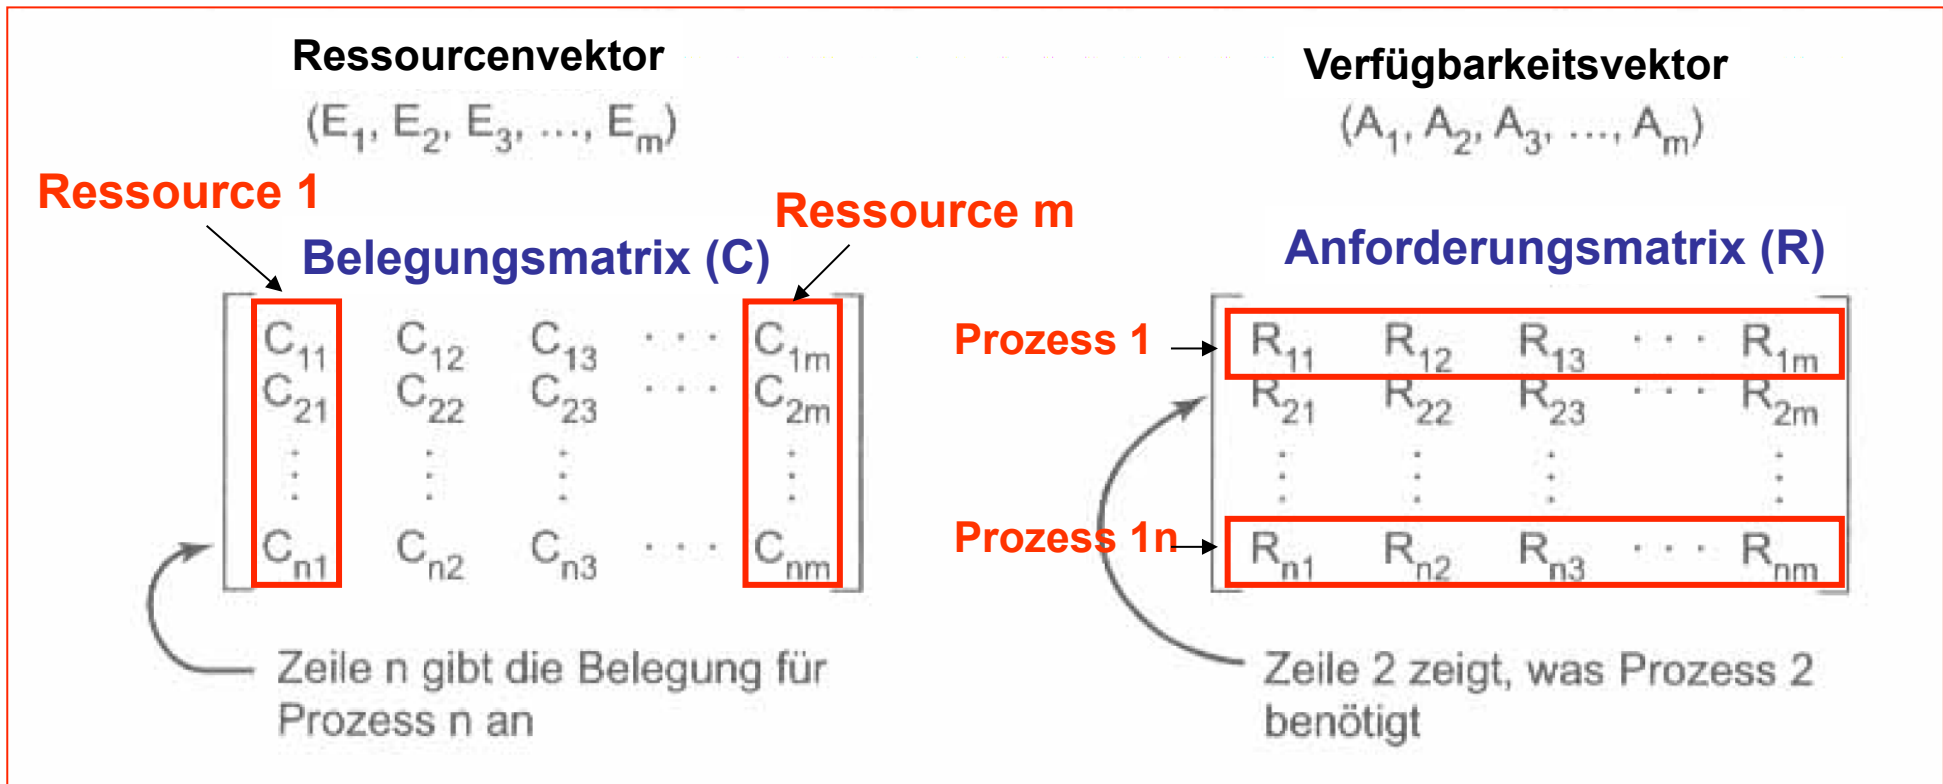 Ressourcenvektor
(E1, E2, E3, ..., Em)
Verfügbarkeitsvektor
(A1, A2, A3, ..., Am)
Ressource 1
Ressource m
Belegungsmatrix (C)
C11 C12 C13 · · · C1m
C21 C22 C23 · · · C2m
Cn1 Cn2 Cn3 · · · Cnm
Zeile n gibt die Belegung für
Prozess n an
Anforderungsmatrix (R)
Prozess 1
R11 R12 R13 · · · R1m
R21 R22 R23 · · · R2m
Prozess 1n
Rn1 Rn2 Rn3 · · · Rnm
Zeile 2 zeigt, was Prozess 2
benötigt